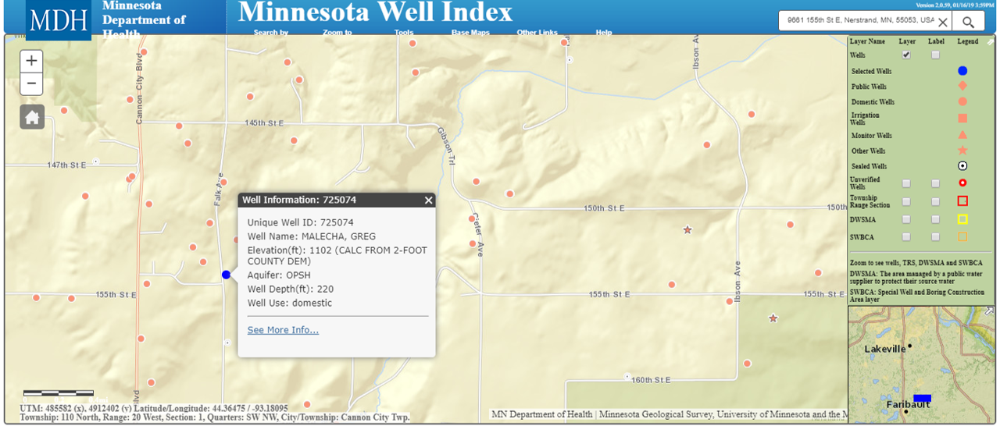 MDH
Minnesota
Department of
Health
Minnesota Well Index
Version 2.0.59, 01/16/19 3:59PM
9661 155th St E, Nerstrand, MN, 55053, USA
Search by Zoom to Tools Base Maps Other Links Help
+
−
Cannon City Blvd
145th St E
147th St E
Falk Ave
Gibson Trl
Ibson Av
150th St E
150th
Ave
Ibson Ave
155th St E
155th St E
155th St E
160th St E
lvd
Well Information: 725074
Unique Well ID: 725074
Well Name: MALECHA, GREG
Elevation(ft): 1102 (CALC FROM 2-FOOT
COUNTY DEM)
Aquifer: OPSH
Well Depth(ft): 220
Well Use: domestic
See More Info...
Layer Name Layer Label Legend
Wells
Selected Wells
Public Wells
Domestic Wells
Irrigation
Wells
Monitor Wells
Other Wells
Sealed Wells
Unverified
Wells
Township
Range Section
DWSMA
SWBCA
Zoom to see wells, TRS, DWSMA and SWBCA
DWSMA: The area managed by a public water
supplier to protect their source water
SWBCA: Special Well and Boring Construction
Area layer
Lakeville
Faribault
UTM: 485582 (x), 4912402 (y) Latitude/Longitude: 44.36475 / -93.18095
Township: 110 North, Range: 20 West, Section: 1, Quarters: SW NW, City/Township: Cannon City Twp.
MN Department of Health | Minnesota Geological Survey, University of Minnesota and the M